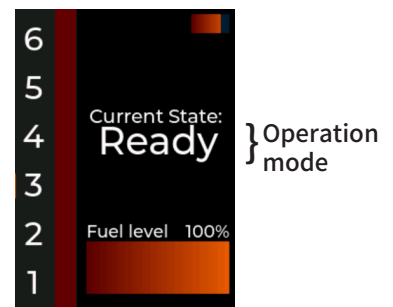 6
5
Current State:
4
Ready
} Operation
mode
3
2
Fuel level 100%
1